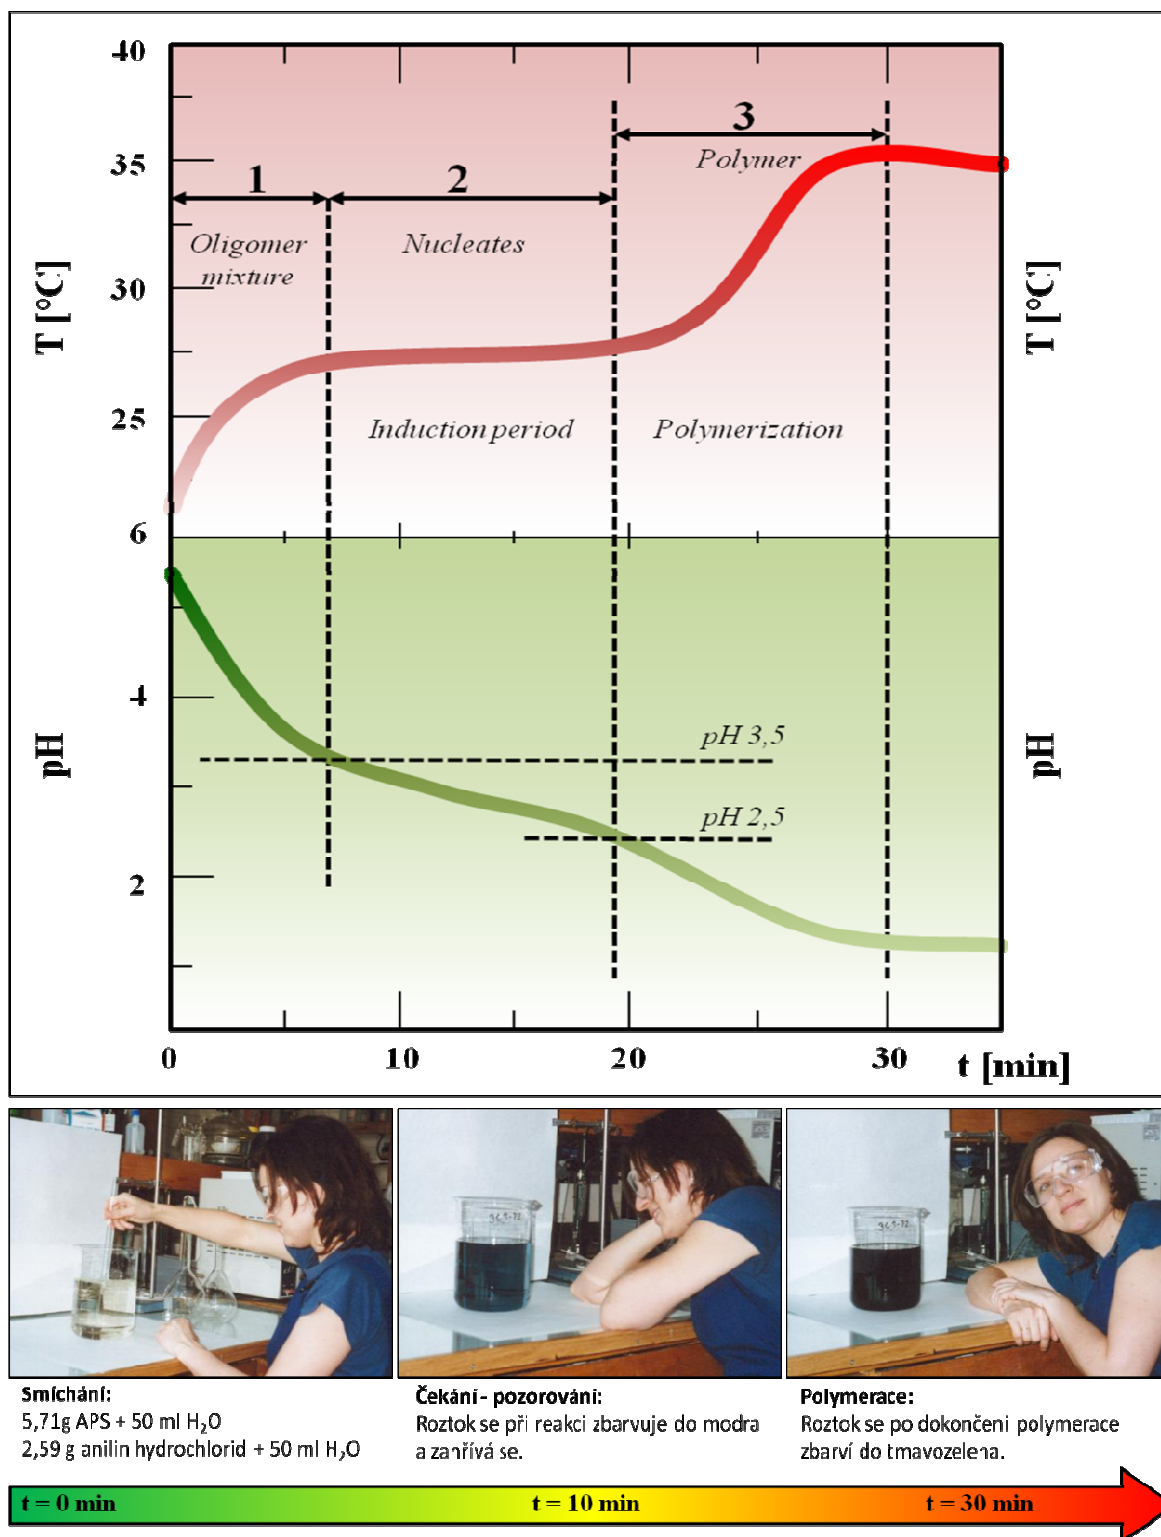 40
3
35
Polymer
1
2
Oligomer
mixture
Nucleates
30
T [°C]
T [°C]
25
Induction period
Polymerization
6
4
pH
pH
pH 3,5
pH 2,5
2
0
10
20
30
t [min]
Smíchání:
5,71g APS + 50 ml H₂O
2,59 g anilin hydrochlorid + 50 ml H₂O
Čekání - pozorování:
Roztok se při reakci zbarvuje do modra
a zahřívá se.
Polymerace:
Roztok se po dokončení polymerace
zbarví do tmavozelena.
t = 0 min
t = 10 min
t = 30 min